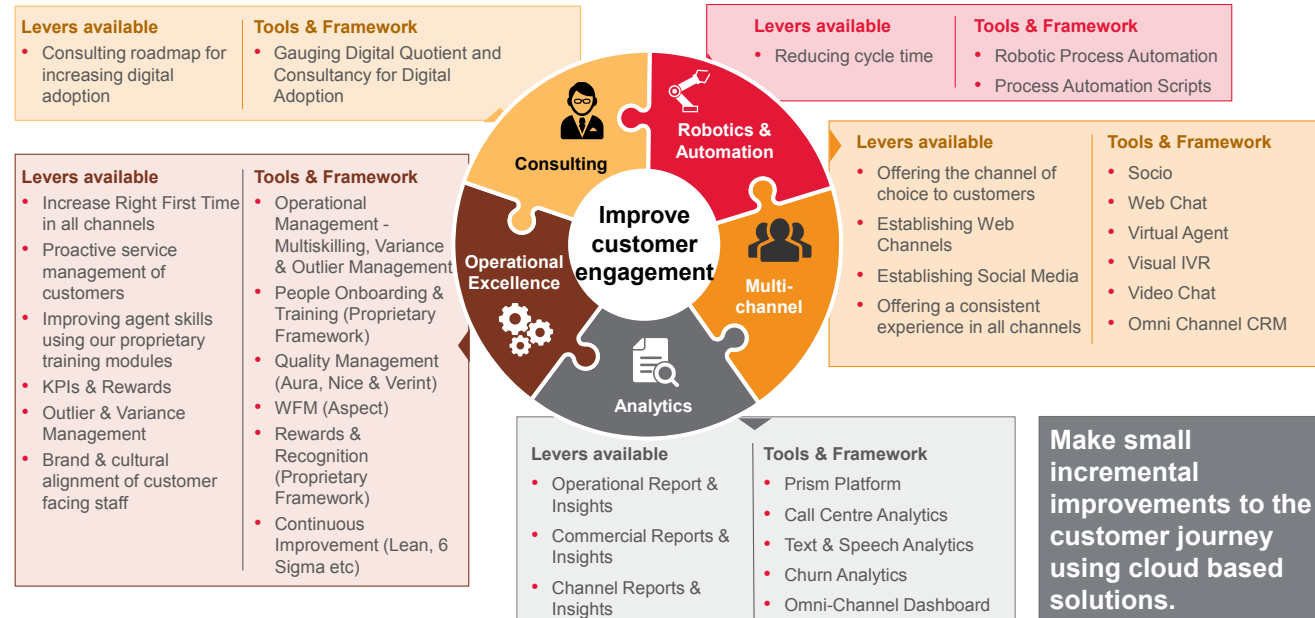 Levers available
• Consulting roadmap for
increasing digital
adoption
Tools & Framework
• Gauging Digital Quotient and
Consultancy for Digital
Adoption
Levers available
• Reducing cycle time
Tools & Framework
• Robotic Process Automation
• Process Automation Scripts
Consulting
Robotics &
Automation
Improve
customer
engagement
Operational
Excellence
Multi-
channel
Analytics
Levers available
• Increase Right First Time
in all channels
• Proactive service
management of
customers
• Improving agent skills
using our proprietary
training modules
• KPIs & Rewards
• Outlier & Variance
Management
• Brand & cultural
alignment of customer
facing staff
Tools & Framework
• Operational
Management -
Multiskilling, Variance
& Outlier Management
• People Onboarding &
Training (Proprietary
Framework)
• Quality Management
(Aura, Nice & Verint)
• WFM (Aspect)
• Rewards &
Recognition
(Proprietary
Framework)
• Continuous
Improvement (Lean, 6
Sigma etc)
Levers available
• Offering the channel of
choice to customers
• Establishing Web
Channels
• Establishing Social Media
• Offering a consistent
experience in all channels
Tools & Framework
• Socio
• Web Chat
• Virtual Agent
• Visual IVR
• Video Chat
• Omni Channel CRM
Levers available
• Operational Report &
Insights
• Commercial Reports &
Insights
• Channel Reports &
Insights
Tools & Framework
• Prism Platform
• Call Centre Analytics
• Text & Speech Analytics
• Churn Analytics
• Omni-Channel Dashboard
Make small
incremental
improvements to the
customer journey
using cloud based
solutions.